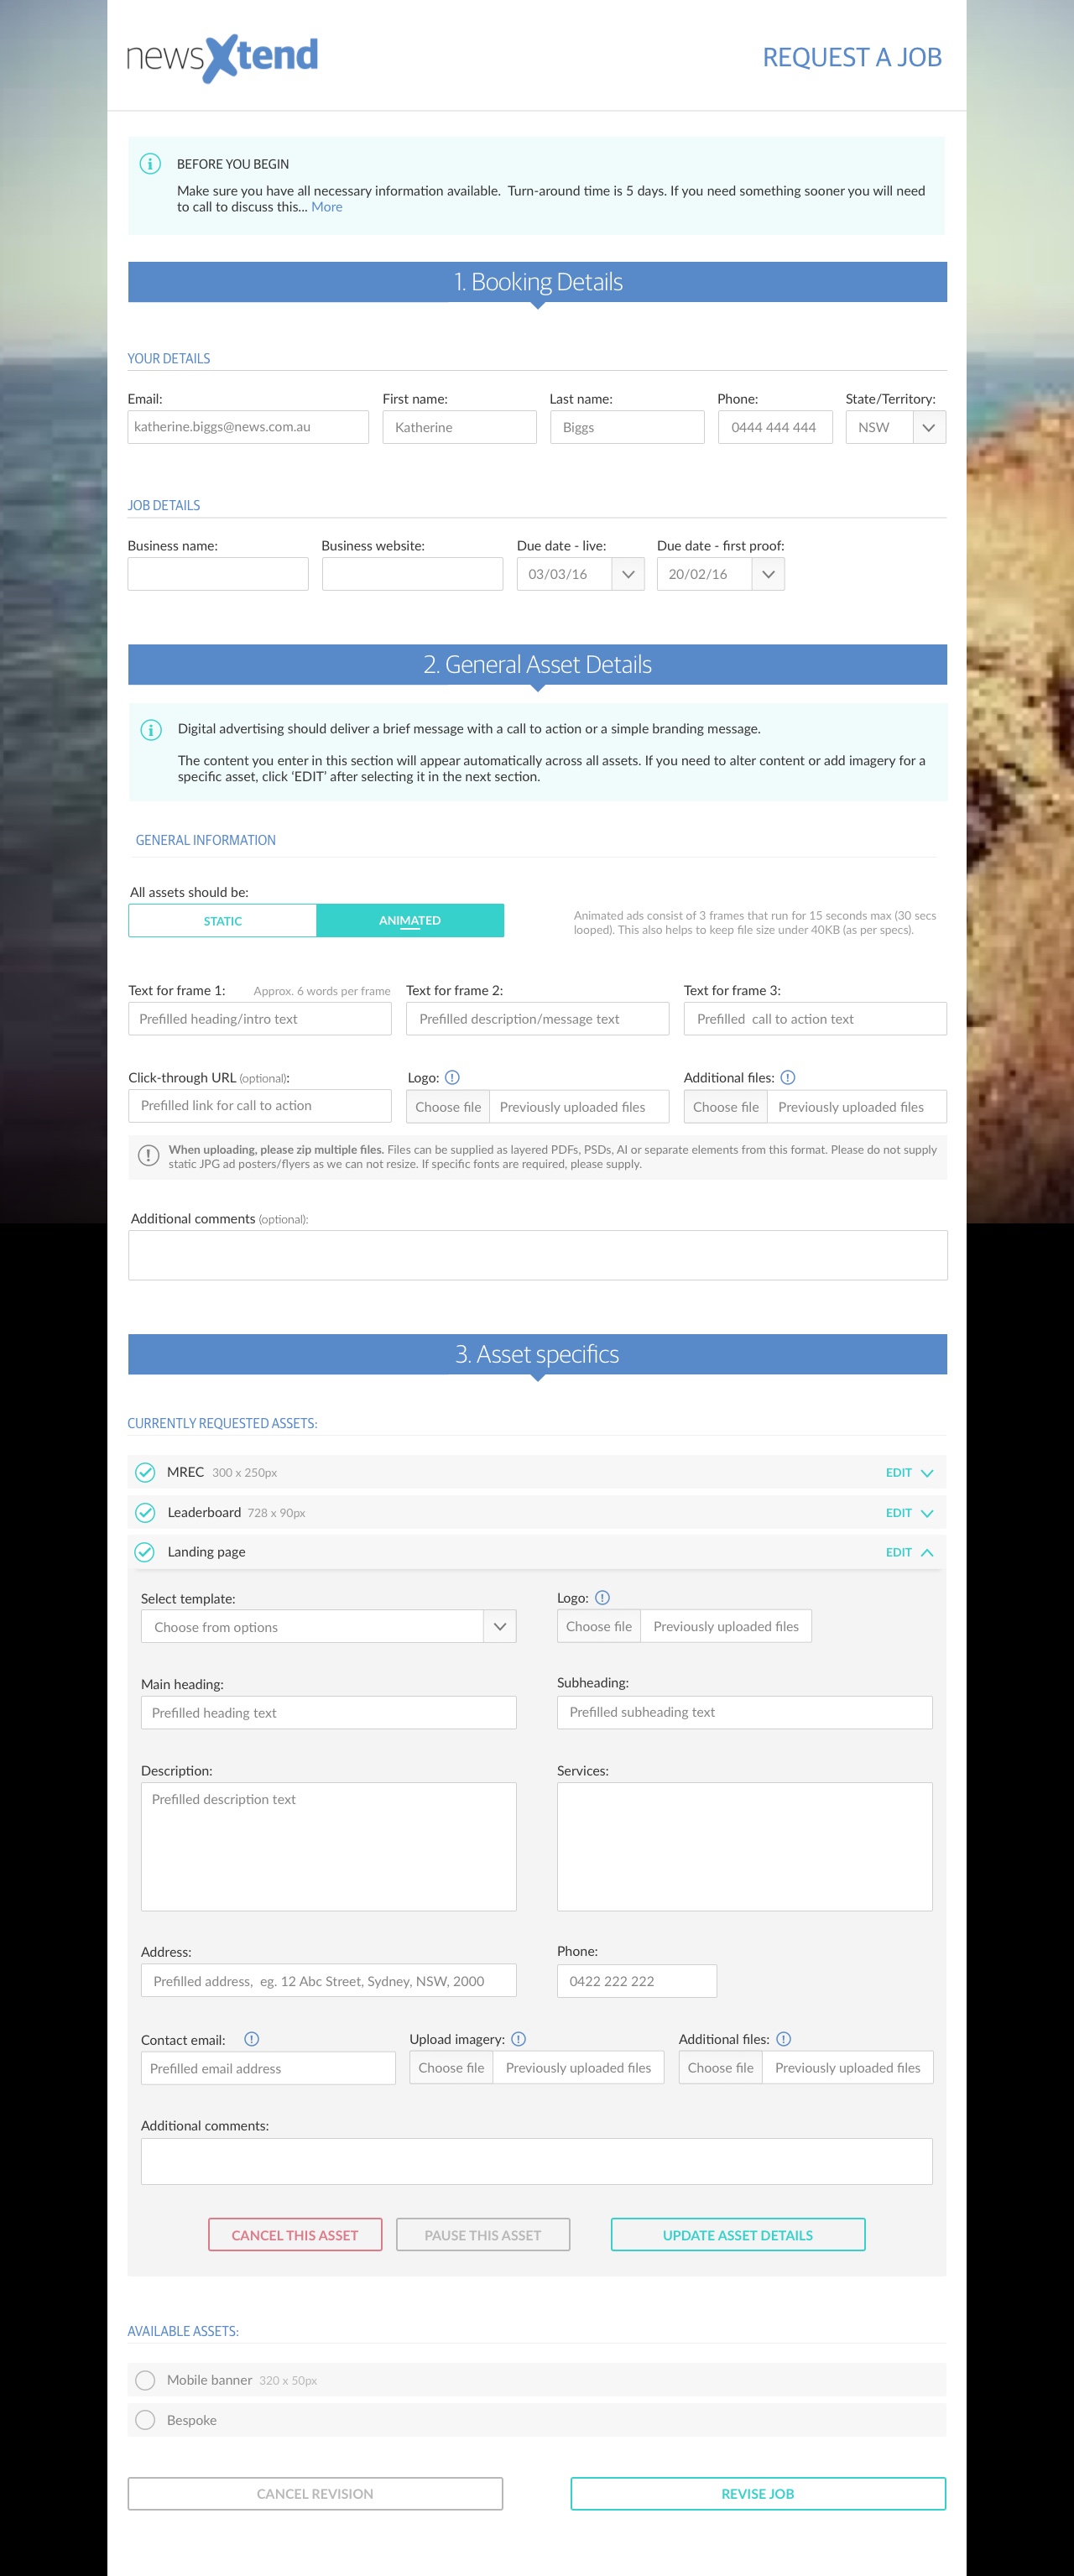 newsXtend
REQUEST A JOB
BEFORE YOU BEGIN
Make sure you have all necessary information available. Turn-around time is 5 days. If you need something sooner you will need
to call to discuss this... More
1. Booking Details
YOUR DETAILS
Email: First name: Last name: Phone: State/Territory:
katherine.biggs@news.com.au Katherine Biggs 0444 444 444 NSW
JOB DETAILS
Business name: Business website: Due date - live: Due date - first proof:
03/03/16 20/02/16
2. General Asset Details
Digital advertising should deliver a brief message with a call to action or a simple branding message.
The content you enter in this section will appear automatically across all assets. If you need to alter content or add imagery for a
specific asset, click ‘EDIT’ after selecting it in the next section.
GENERAL INFORMATION
All assets should be:
STATIC ANIMATED
Animated ads consist of 3 frames that run for 15 seconds max (30 secs
looped). This also helps to keep file size under 40KB (as per specs).
Text for frame 1: Approx. 6 words per frame Text for frame 2: Text for frame 3:
Prefilled heading/intro text Prefilled description/message text Prefilled call to action text
Click-through URL (optional): Logo: Additional files:
Prefilled link for call to action Choose file Previously uploaded files Choose file Previously uploaded files
When uploading, please zip multiple files. Files can be supplied as layered PDFs, PSDs, AI or separate elements from this format. Please do not supply
static JPG ad posters/flyers as we can not resize. If specific fonts are required, please supply.
Additional comments (optional):
3. Asset specifics
CURRENTLY REQUESTED ASSETS:
MREC 300 x 250px EDIT
Leaderboard 728 x 90px EDIT
Landing page EDIT
Select template: Logo:
Choose from options Choose file Previously uploaded files
Main heading: Subheading:
Prefilled heading text Prefilled subheading text
Description: Services:
Prefilled description text
Address: Phone:
Prefilled address, eg. 12 Abc Street, Sydney, NSW, 2000 0422 222 222
Contact email: Upload imagery: Additional files:
Prefilled email address Choose file Previously uploaded files Choose file Previously uploaded files
Additional comments:
CANCEL THIS ASSET PAUSE THIS ASSET UPDATE ASSET DETAILS
AVAILABLE ASSETS:
Mobile banner 320 x 50px
Bespoke
CANCEL REVISION REVISE JOB